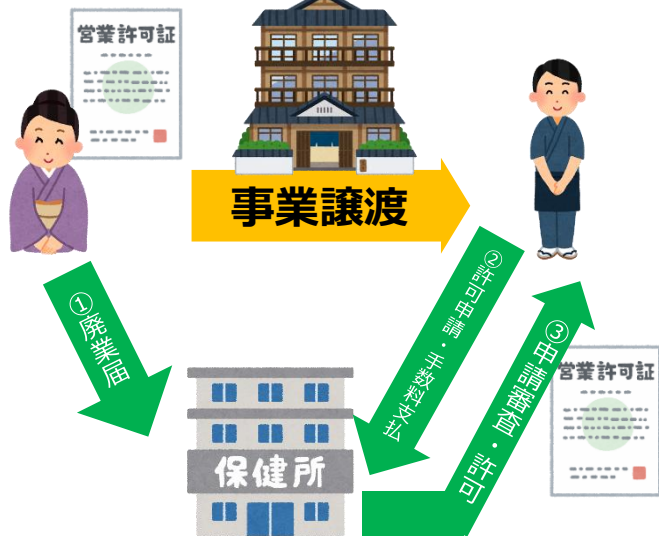 営業許可証
事業譲渡
①廃業届
②許可申請・手数料支払
③申請審査・許可
営業許可証
保健所